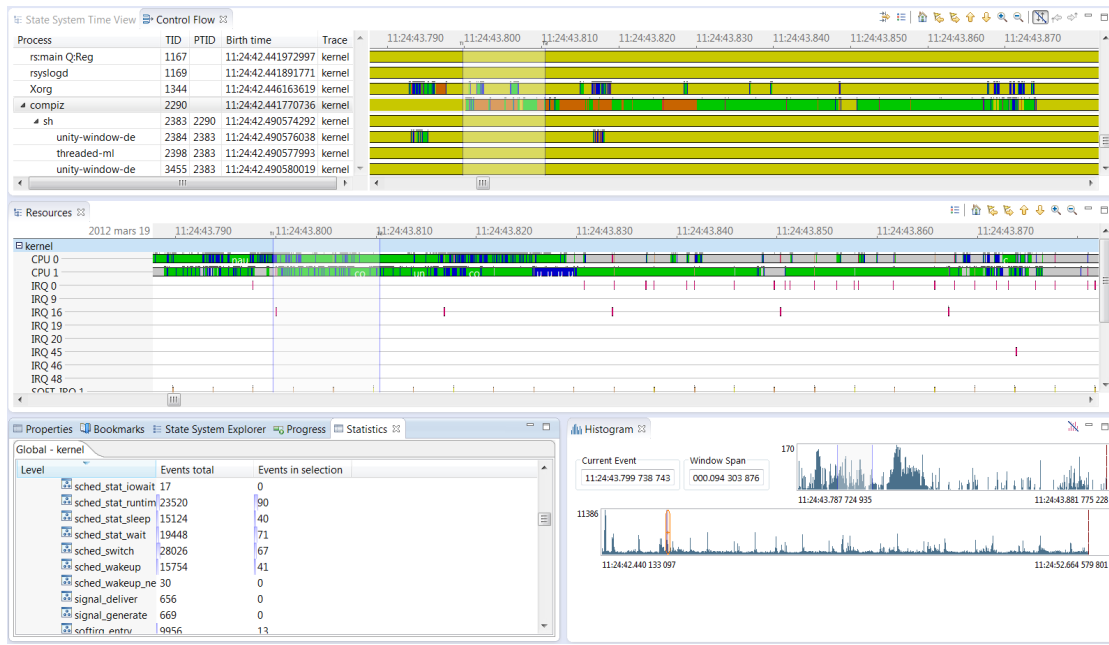 State System Time View Control Flow
Process TID PTID Birth time Trace 11:24:43.790 11:24:43.800 11:24:43.810 11:24:43.820 11:24:43.830 11:24:43.840 11:24:43.850 11:24:43.860 11:24:43.870
rs:main Q:Reg 1167 11:24:42.441972997 kernel
rsyslogd 1169 11:24:42.441891771 kernel
Xorg 1344 11:24:42.446163619 kernel
compiz 2290 11:24:42.441770736 kernel
sh 2383 2290 11:24:42.490574292 kernel
unity-window-de 2384 2383 11:24:42.490576038 kernel
threaded-ml 2398 2383 11:24:42.490577993 kernel
unity-window-de 3455 2383 11:24:42.490580019 kernel
Resources
2012 mars 19 11:24:43.790 11:24:43.800 11:24:43.810 11:24:43.820 11:24:43.830 11:24:43.840 11:24:43.850 11:24:43.860 11:24:43.870
kernel
CPU 0
CPU 1
IRQ 0
IRQ 9
IRQ 16
IRQ 19
IRQ 20
IRQ 45
IRQ 46
IRQ 48
SOFT_IRQ 1
Properties Bookmarks State System Explorer Progress Statistics
Global - kernel
Level Events total Events in selection
sched_stat_iowait 17 0
sched_stat_runtim 23520 90
sched_stat_sleep 15124 40
sched_stat_wait 19448 71
sched_switch 28026 67
sched_wakeup 15754 41
sched_wakeup_ne 30 0
signal_deliver 656 0
signal_generate 669 0
softirq_entry 9956 13
Histogram
Current Event
11:24:43.799 738 743
Window Span
000.094 303 876
170
11:24:43.787 724 935 11:24:43.881 775 228
11386
11:24:42.440 133 097 11:24:52.664 579 801